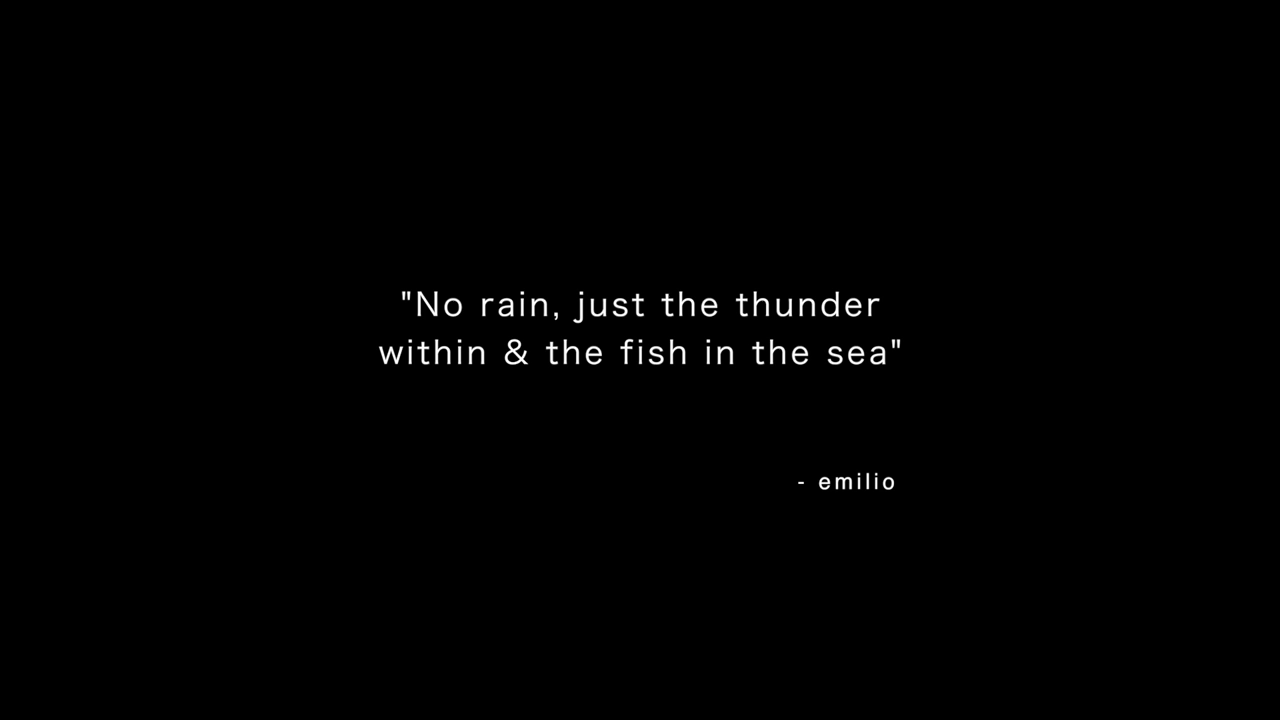 "No rain, just the thunder
within & the fish in the sea"
- emilio